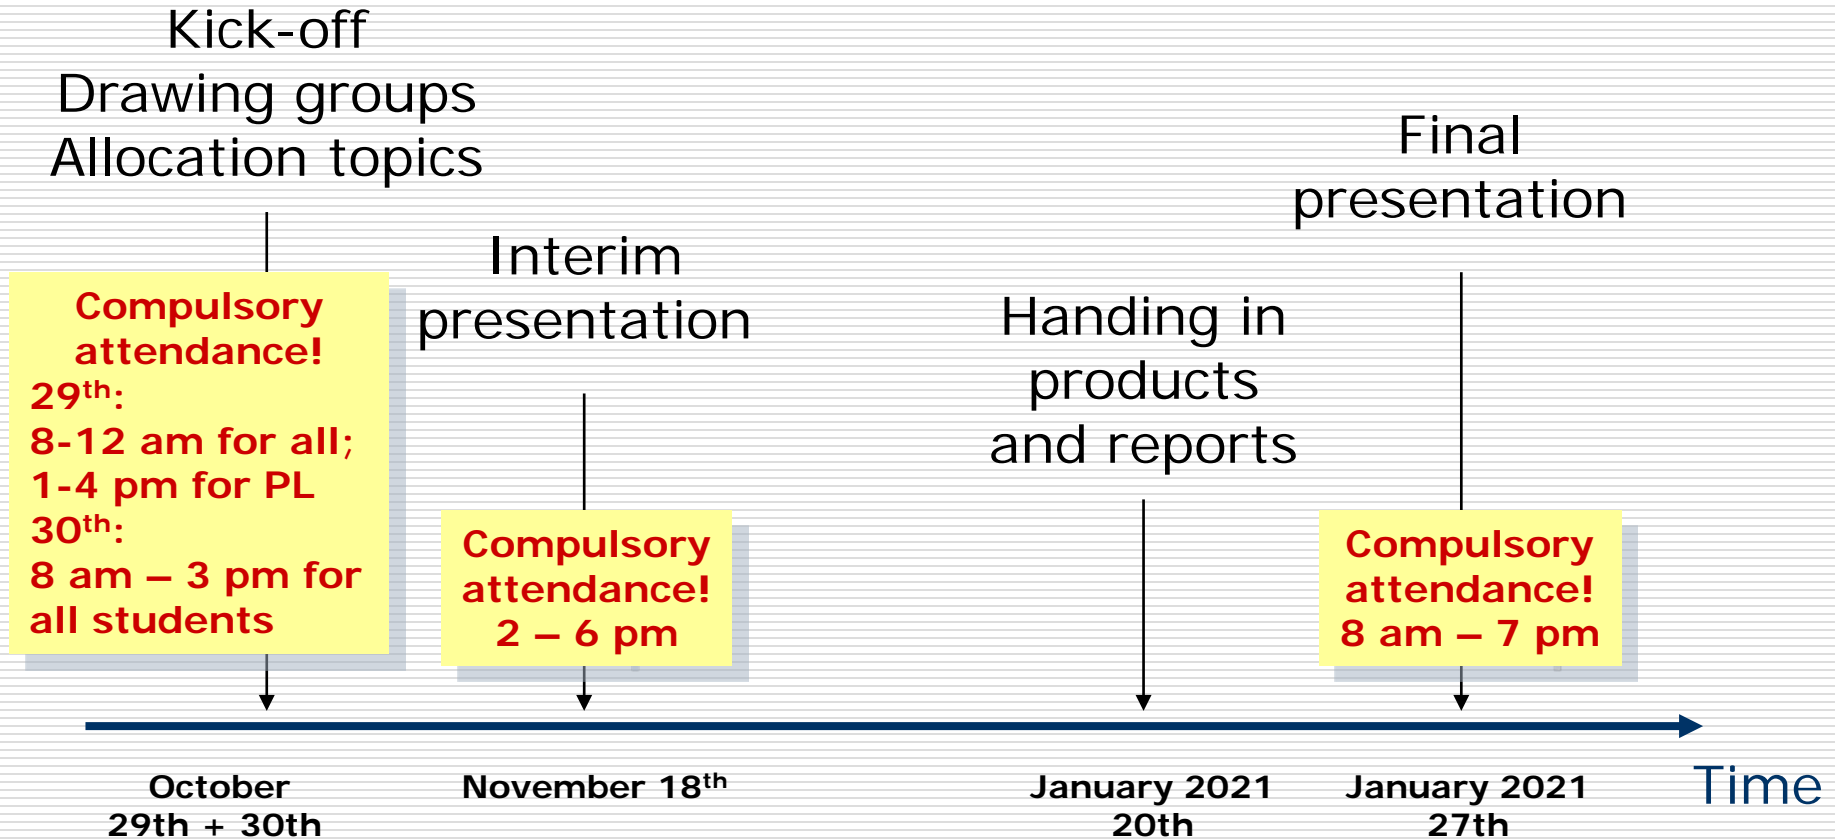 Kick-off
Drawing groups
Allocation topics
Compulsory
attendance!
29th:
8-12 am for all;
1-4 pm for PL
30th:
8 am – 3 pm for
all students
Interim
presentation
Compulsory
attendance!
2 – 6 pm
Handing in
products
and reports
Final
presentation
Compulsory
attendance!
8 am – 7 pm
October
29th + 30th
November 18th
January 2021
20th
January 2021
27th
Time